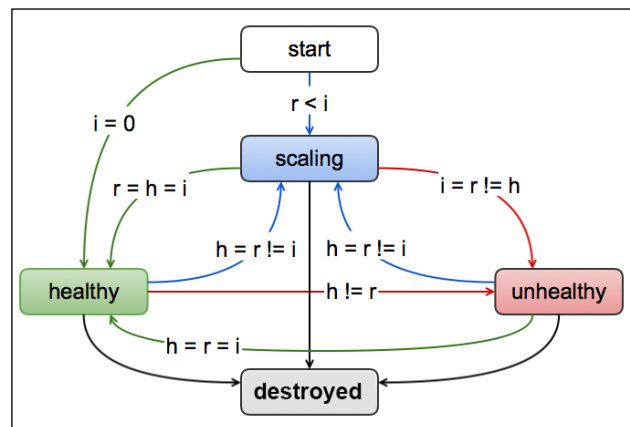 start
r < i
i = 0
scaling
r = h = i
i = r != h
h = r != i
h = r != i
healthy
h != r
unhealthy
h = r = i
destroyed